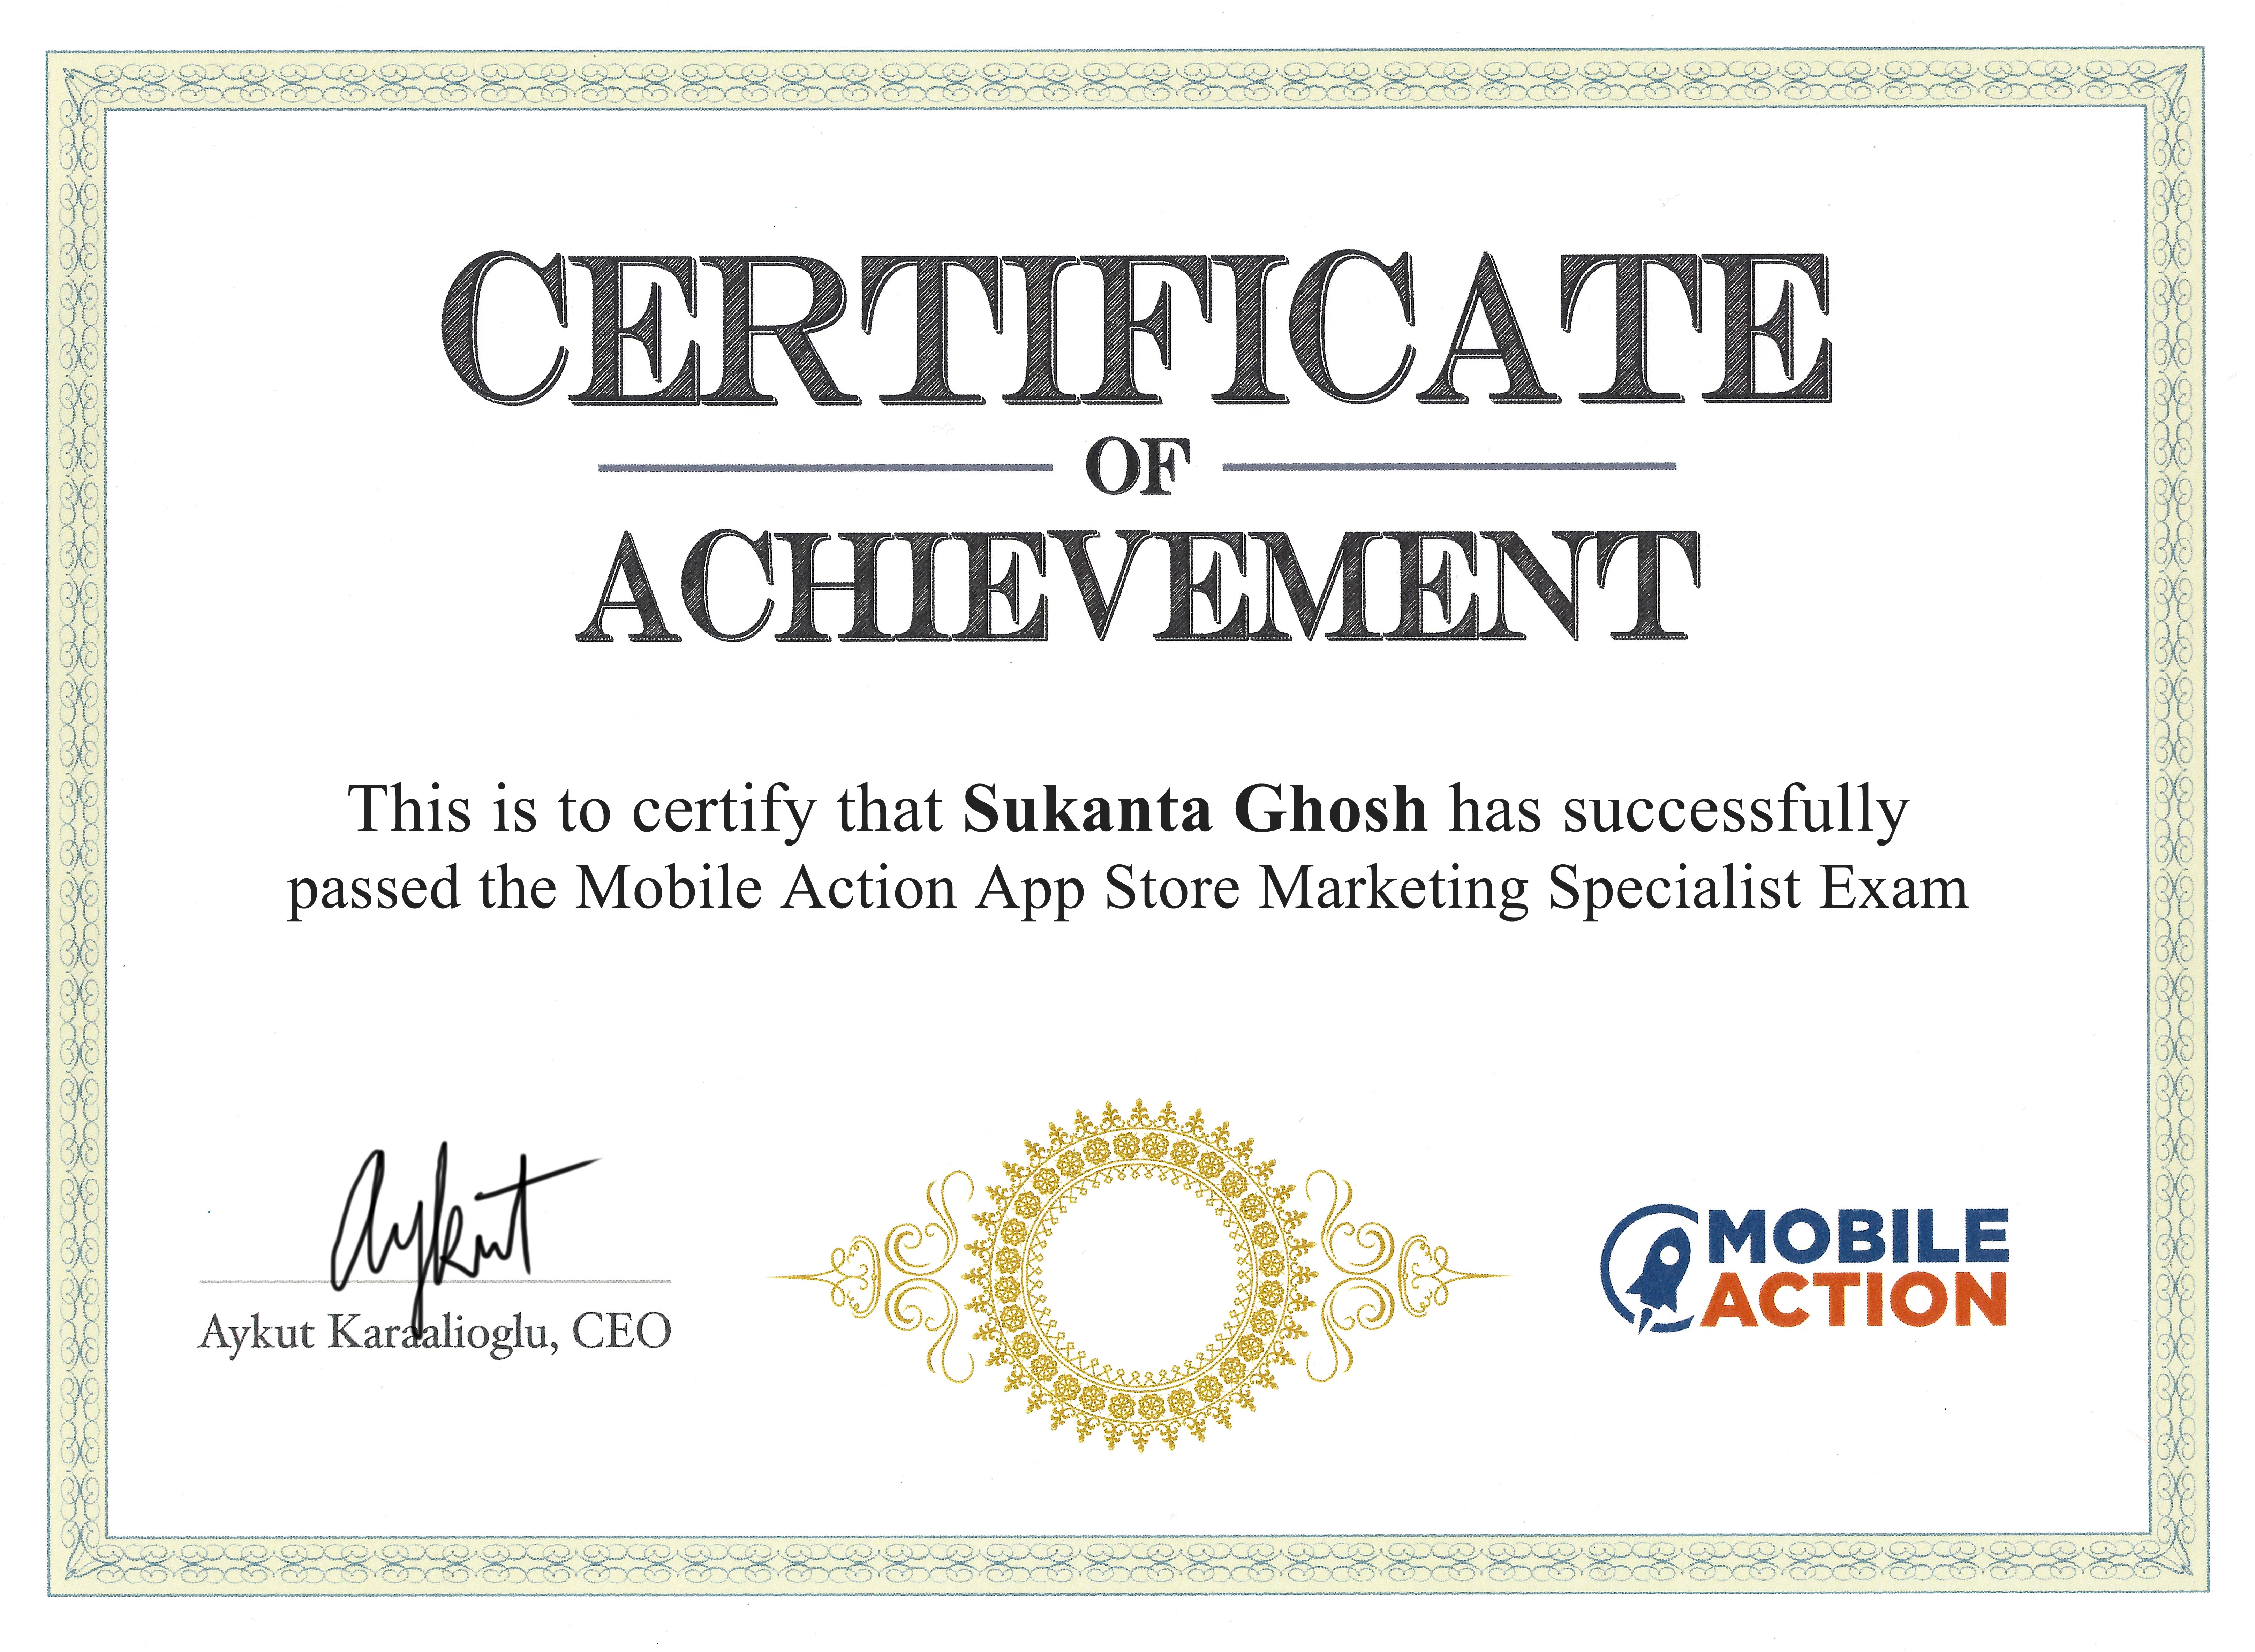 CERTIFICATE
OF
ACHIEVEMENT
This is to certify that Sukanta Ghosh has successfully
passed the Mobile Action App Store Marketing Specialist Exam
Aykut
Aykut Karaalioglu, CEO
MOBILE
ACTION